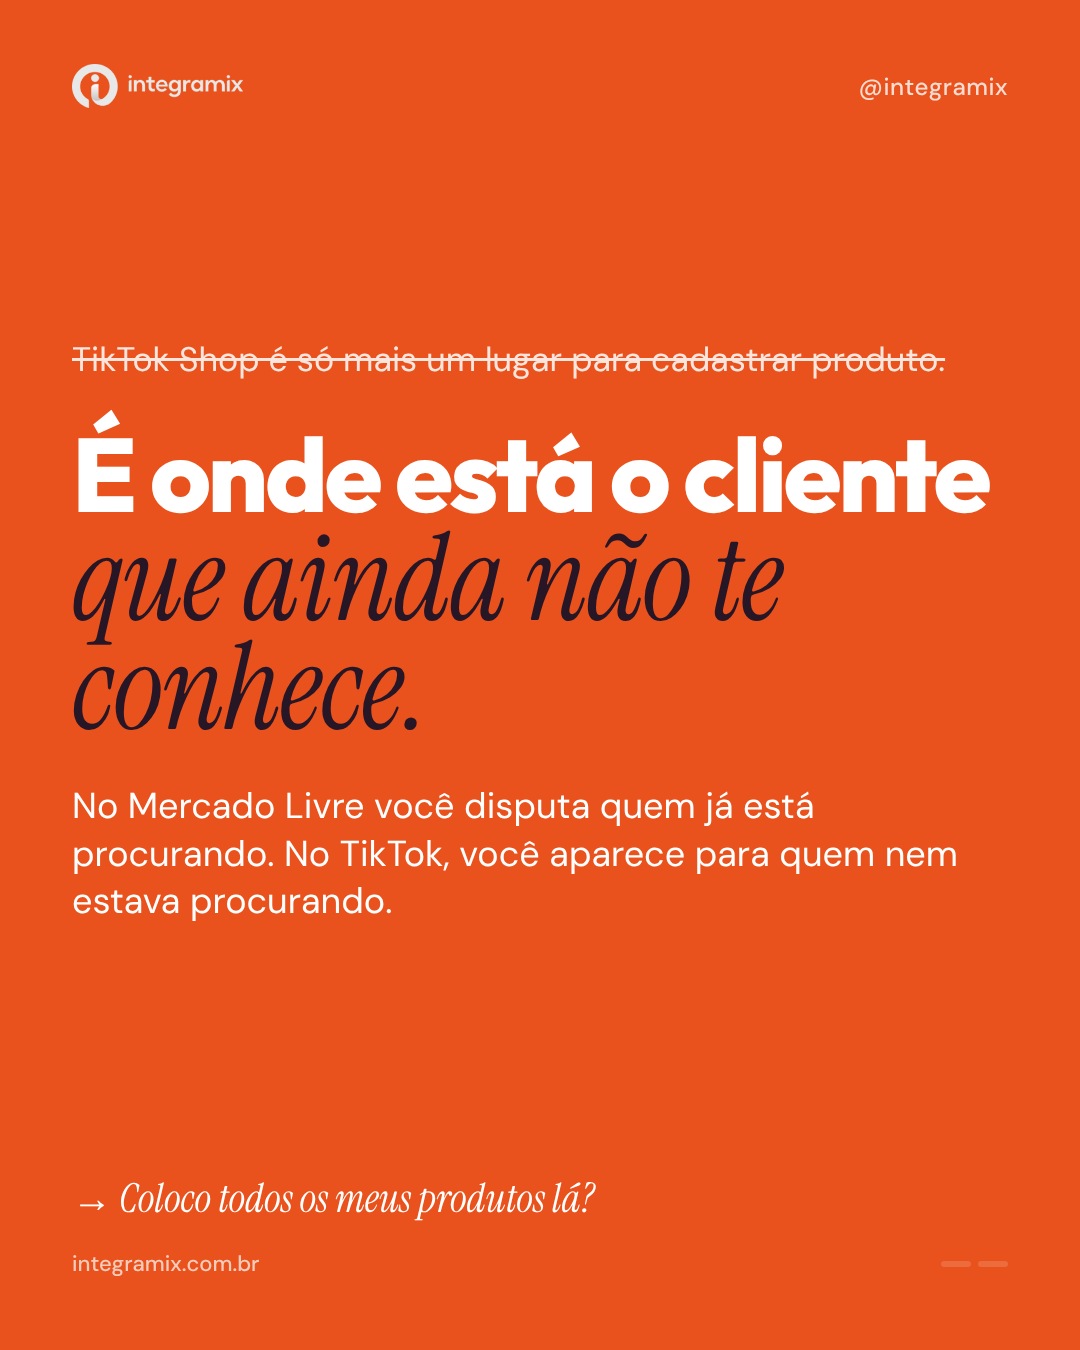 integramix
@integramix
TikTok Shop é só mais um lugar para cadastrar produto.
É onde está o cliente
que ainda não te
conhece.
No Mercado Livre você disputa quem já está
procurando. No TikTok, você aparece para quem nem
estava procurando.
→ Coloco todos os meus produtos lá?
integramix.com.br